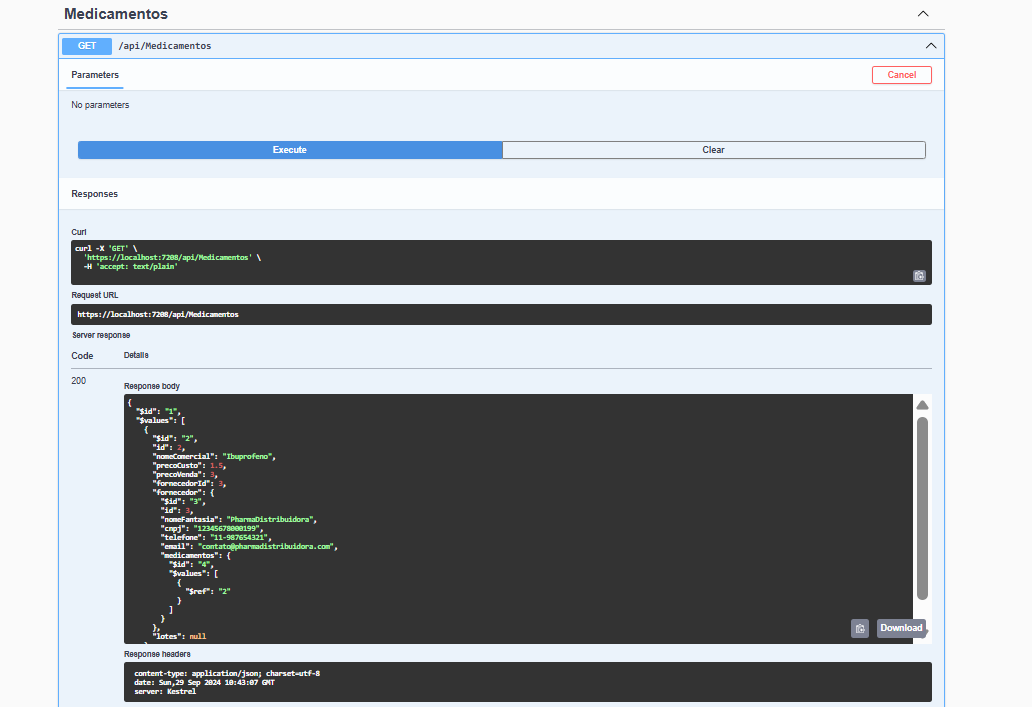 Medicamentos
GET /api/Medicamentos
Parameters
Cancel
No parameters
Execute
Clear
Responses
Curl
curl -X 'GET' \
  'https://localhost:7208/api/Medicamentos' \
  -H 'accept: text/plain'
Request URL
https://localhost:7208/api/Medicamentos
Server response
Code Details
200
Response body
{
  "$id": "1",
  "$values": [
    {
      "$id": "2",
      "id": 2,
      "nomeComercial": "Ibuprofeno",
      "precoCusto": 1.5,
      "precoVenda": 3,
      "fornecedorId": 3,
      "fornecedor": {
        "$id": "3",
        "id": 3,
        "nomeFantasia": "PharmaDistribuidora",
        "cnpj": "12345678000199",
        "telefone": "11-987654321",
        "email": "contato@pharmadistribuidora.com",
        "medicamentos": {
          "$id": "4",
          "$values": [
            {
              "$ref": "2"
            }
          ]
        }
      },
      "lotes": null
Download
Response headers
content-type: application/json; charset=utf-8
date: Sun,29 Sep 2024 10:43:07 GMT
server: Kestrel